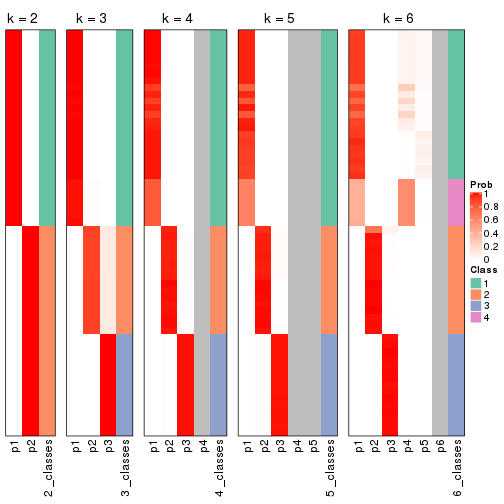 k = 2 k = 3 k = 4 k = 5 k = 6
Prob
1
0.8
0.6
0.4
0.2
0
Class
1
2
3
4
p1 p2 2_classes p1 p2 p3 3_classes p1 p2 p3 p4 4_classes p1 p2 p3 p4 p5 5_classes p1 p2 p3 p4 p5 p6 6_classes